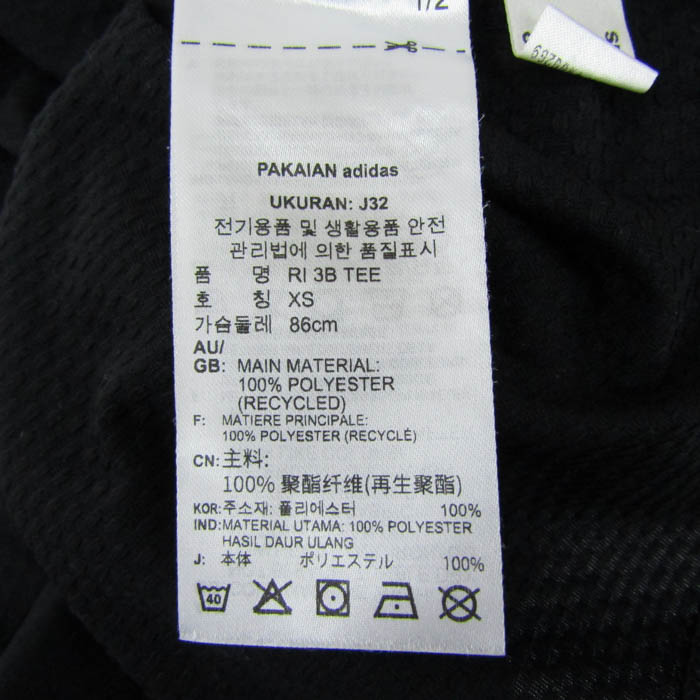 1/2
PAKAIAN adidas
UKURAN: J32
전기용품 및 생활용품 안전
관리법에 의한 품질표시
품 명 RI 3B TEE
호 칭 XS
가슴둘레 86cm
AU/
GB: MAIN MATERIAL:
100% POLYESTER
(RECYCLED)
F: MATIERE PRINCIPALE:
100% POLYESTER (RECYCLÉ)
CN: 主料:
100% 聚酯纤维(再生聚酯)
KOR: 주소재: 폴리에스터 100%
IND: MATERIAL UTAMA: 100% POLYESTER
HASIL DAUR ULANG
J: 本体 ポリエステル 100%
40